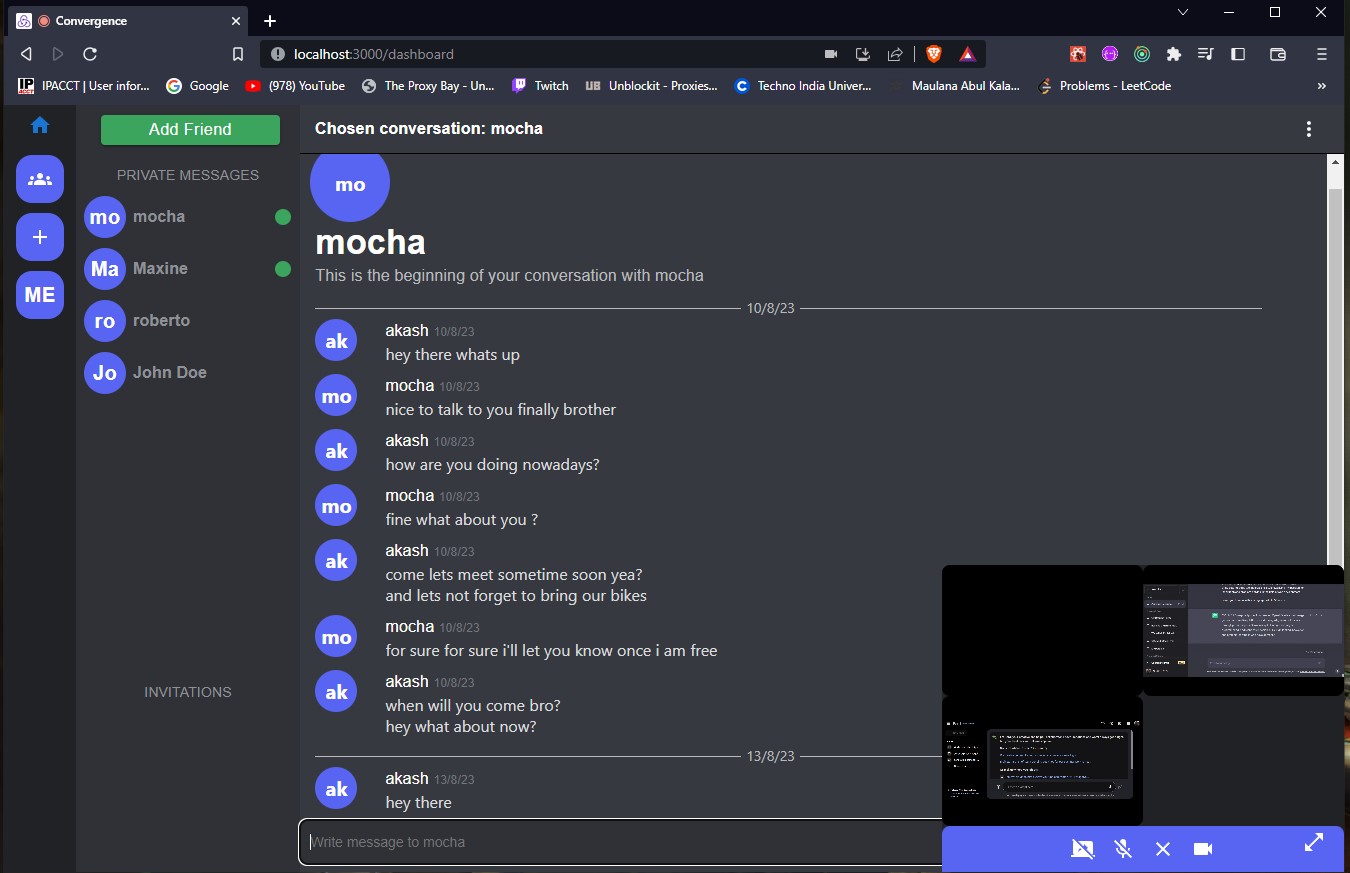 Convergence
localhost:3000/dashboard
IPACCT | User infor...
Google
(978) YouTube
The Proxy Bay - Un...
Twitch
UB Unblockit - Proxies...
Techno India Univer...
Maulana Abul Kala...
Problems - LeetCode
»
Add Friend
Chosen conversation: mocha
PRIVATE MESSAGES
mo mocha
Ma Maxine
ME
ro roberto
Jo John Doe
INVITATIONS
mo
mocha
This is the beginning of your conversation with mocha
10/8/23
ak akash 10/8/23
hey there whats up
mo mocha 10/8/23
nice to talk to you finally brother
ak akash 10/8/23
how are you doing nowadays?
mo mocha 10/8/23
fine what about you ?
ak akash 10/8/23
come lets meet sometime soon yea?
and lets not forget to bring our bikes
mo mocha 10/8/23
for sure for sure i'll let you know once i am free
ak akash 10/8/23
when will you come bro?
hey what about now?
13/8/23
ak akash 13/8/23
hey there
Write message to mocha